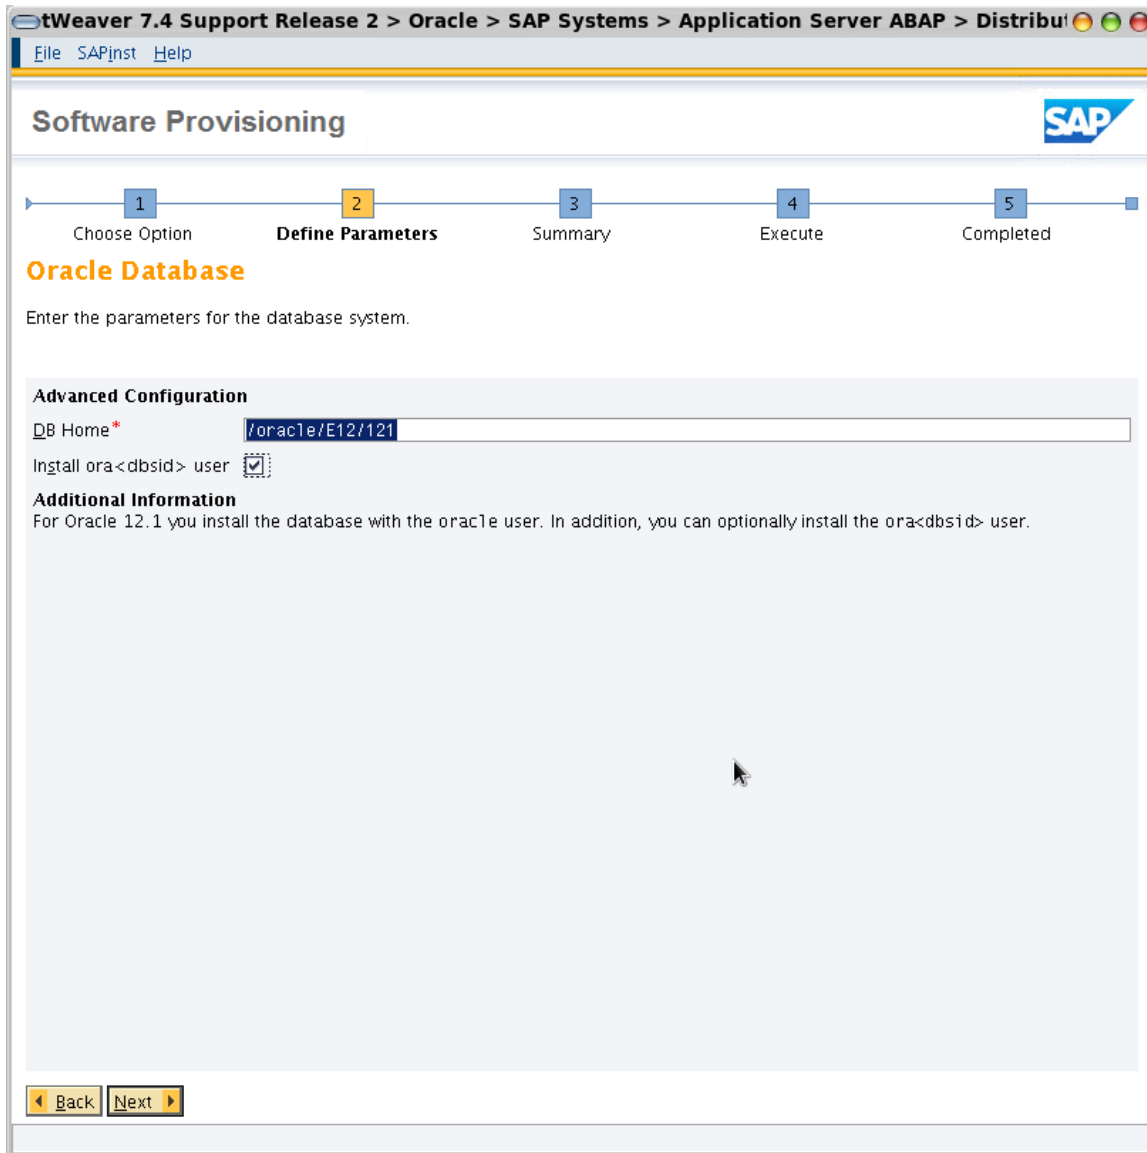 tWeaver 7.4 Support Release 2 > Oracle > SAP Systems > Application Server ABAP > Distribut
File SAPinst Help
Software Provisioning
SAP
1 2 3 4 5
Choose Option Define Parameters Summary Execute Completed
Oracle Database
Enter the parameters for the database system.
Advanced Configuration
DB Home* /oracle/E12/121
Install ora<dbsid> user
Additional Information
For Oracle 12.1 you install the database with the oracle user. In addition, you can optionally install the ora<dbsid> user.
Back Next